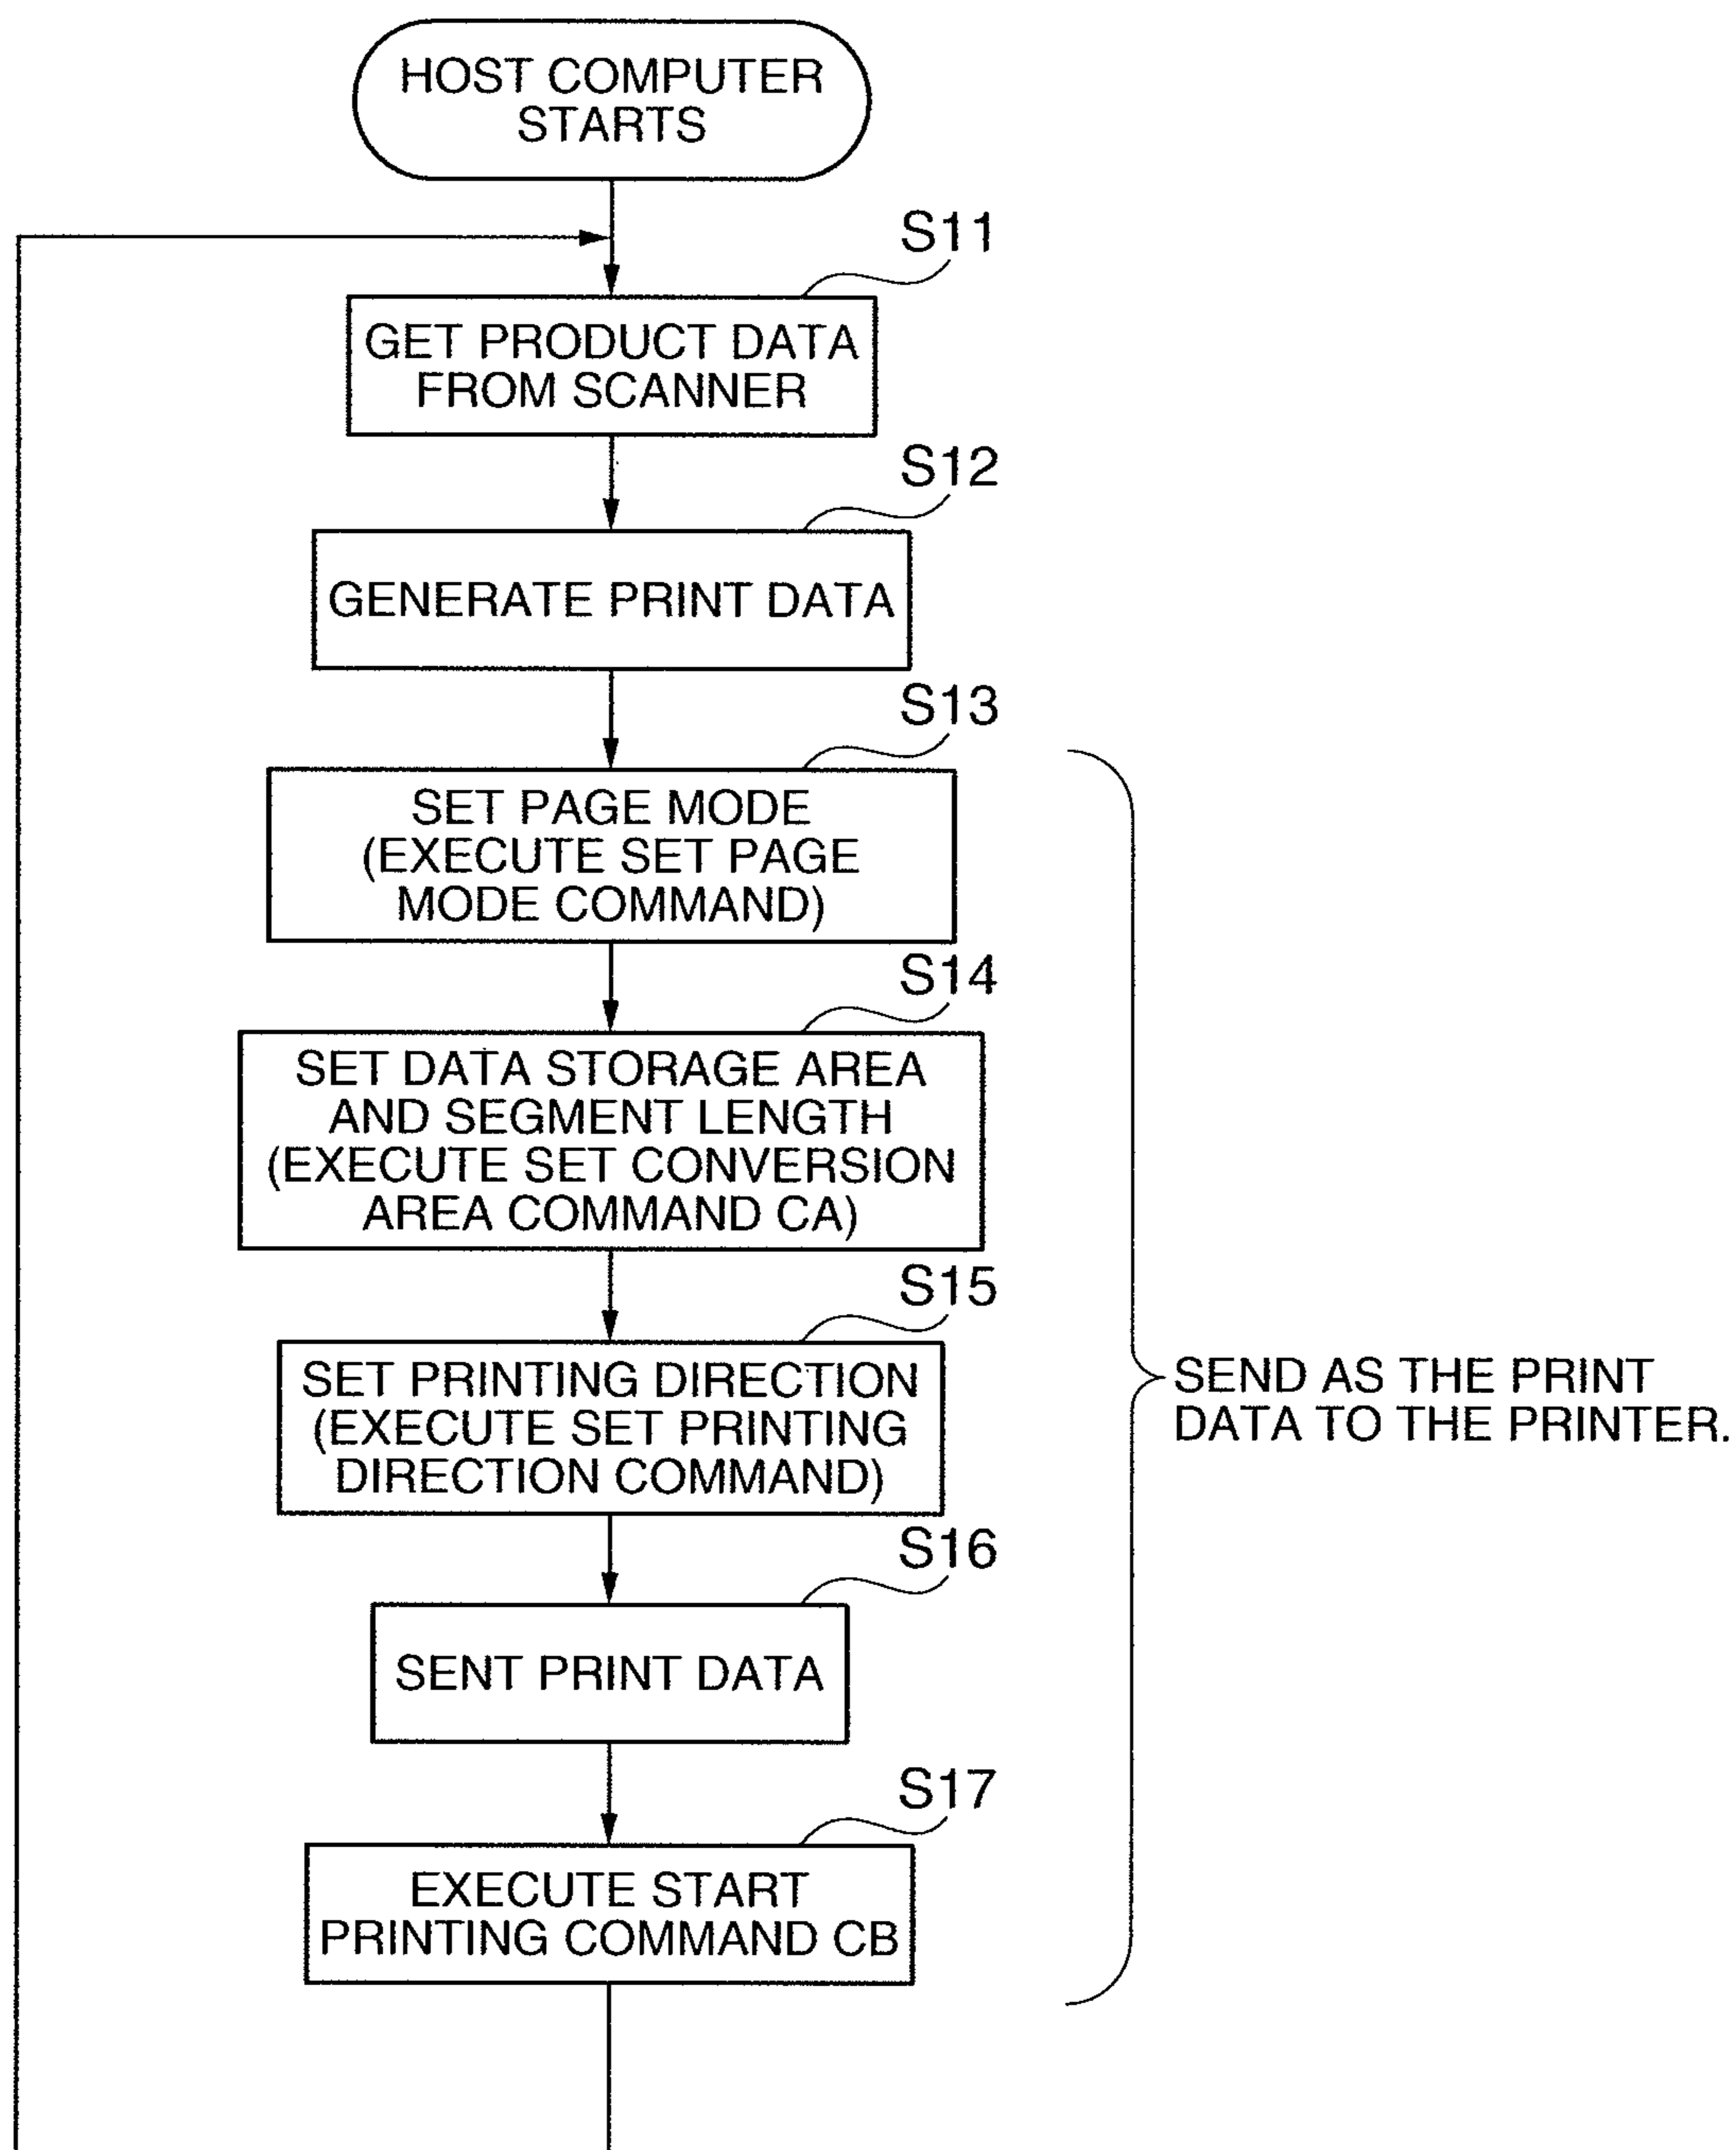 HOST COMPUTER
STARTS
S11
GET PRODUCT DATA
FROM SCANNER
S12
GENERATE PRINT DATA
S13
SET PAGE MODE
(EXECUTE SET PAGE
MODE COMMAND)
S14
SET DATA STORAGE AREA
AND SEGMENT LENGTH
(EXECUTE SET CONVERSION
AREA COMMAND CA)
S15
SET PRINTING DIRECTION
(EXECUTE SET PRINTING
DIRECTION COMMAND)
SEND AS THE PRINT
DATA TO THE PRINTER.
S16
SENT PRINT DATA
S17
EXECUTE START
PRINTING COMMAND CB